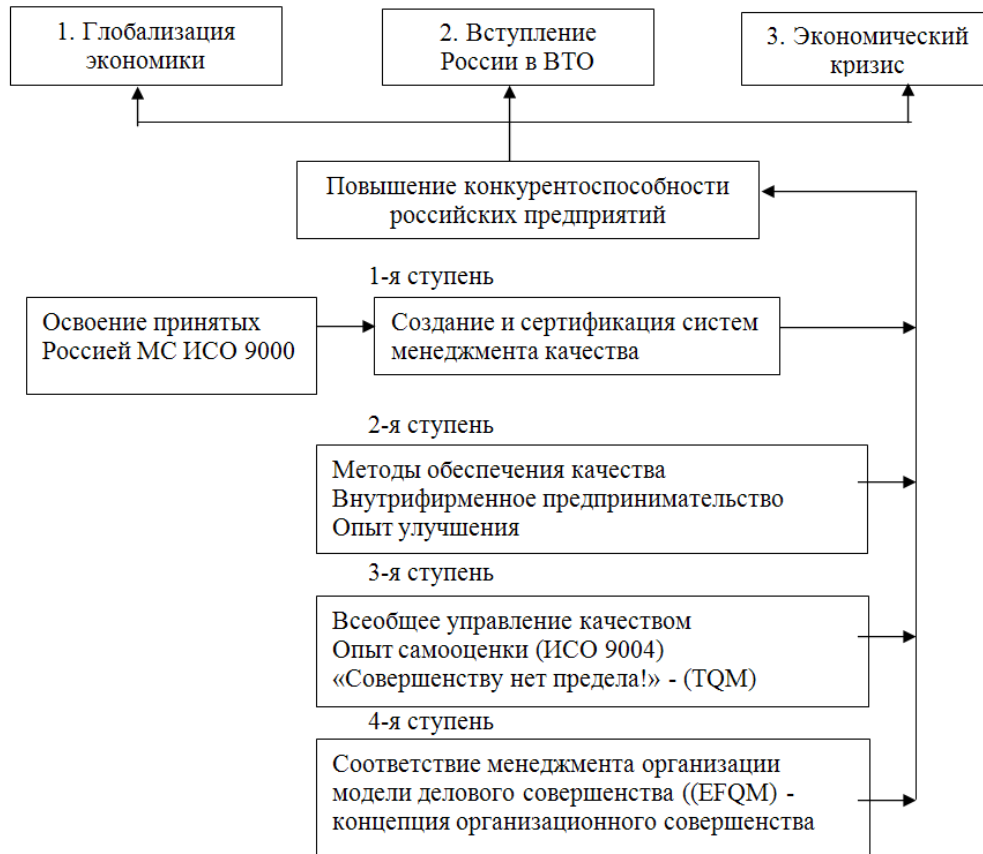 1. Глобализация
экономики
2. Вступление
России в ВТО
3. Экономический
кризис
Повышение конкурентоспособности
российских предприятий
1-я ступень
Освоение принятых
Россией МС ИСО 9000
Создание и сертификация систем
менеджмента качества
2-я ступень
Методы обеспечения качества
Внутрифирменное предпринимательство
Опыт улучшения
3-я ступень
Всеобщее управление качеством
Опыт самооценки (ИСО 9004)
«Совершенству нет предела!» - (TQM)
4-я ступень
Соответствие менеджмента организации
модели делового совершенства ((EFQM) -
концепция организационного совершенства